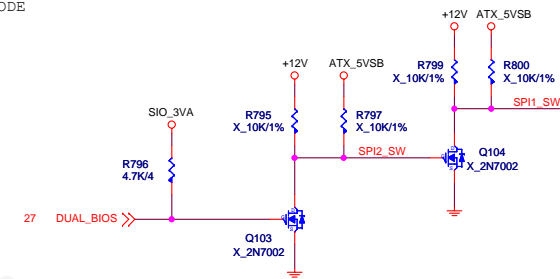 ODE
+12V ATX_5VSB
R799
X_10K/1%
R800
X_10K/1%
SPI1_SW
+12V ATX_5VSB
R795
X_10K/1%
R797
X_10K/1%
SPI2_SW
Q104
X_2N7002
SIO_3VA
R796
4.7K/4
27 DUAL_BIOS
Q103
X_2N7002